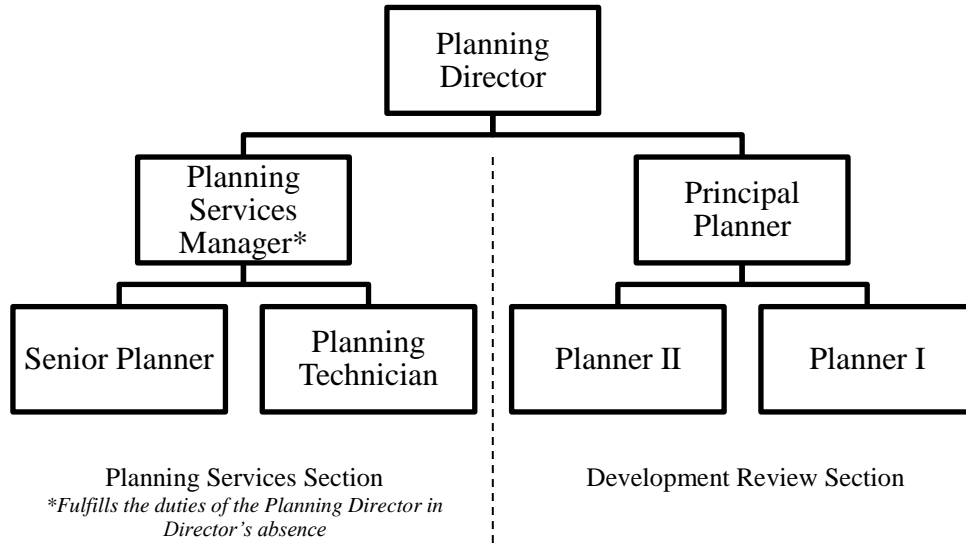 Planning
Director
Planning
Services
Manager*
Principal
Planner
Senior Planner
Planning
Technician
Planner II
Planner I
Planning Services Section
*Fulfills the duties of the Planning Director in
Director’s absence
Development Review Section